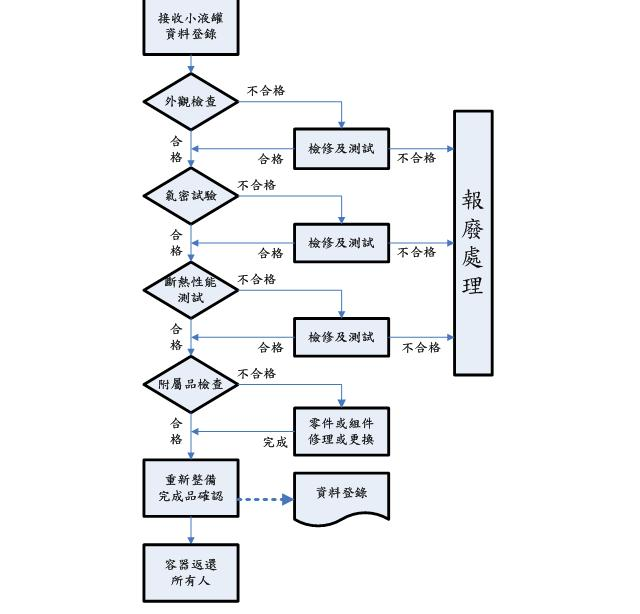 接收小液罐
資料登錄
外觀檢查
不合格
合
格
檢修及測試
合格
不合格
氣密試驗
不合格
合
格
檢修及測試
合格
不合格
斷熱性能
測試
不合格
合
格
檢修及測試
合格
不合格
報
廢
處
理
附屬品檢查
不合格
合
格
零件或組件
修理或更換
完成
重新整備
完成品確認
資料登錄
容器返還
所有人